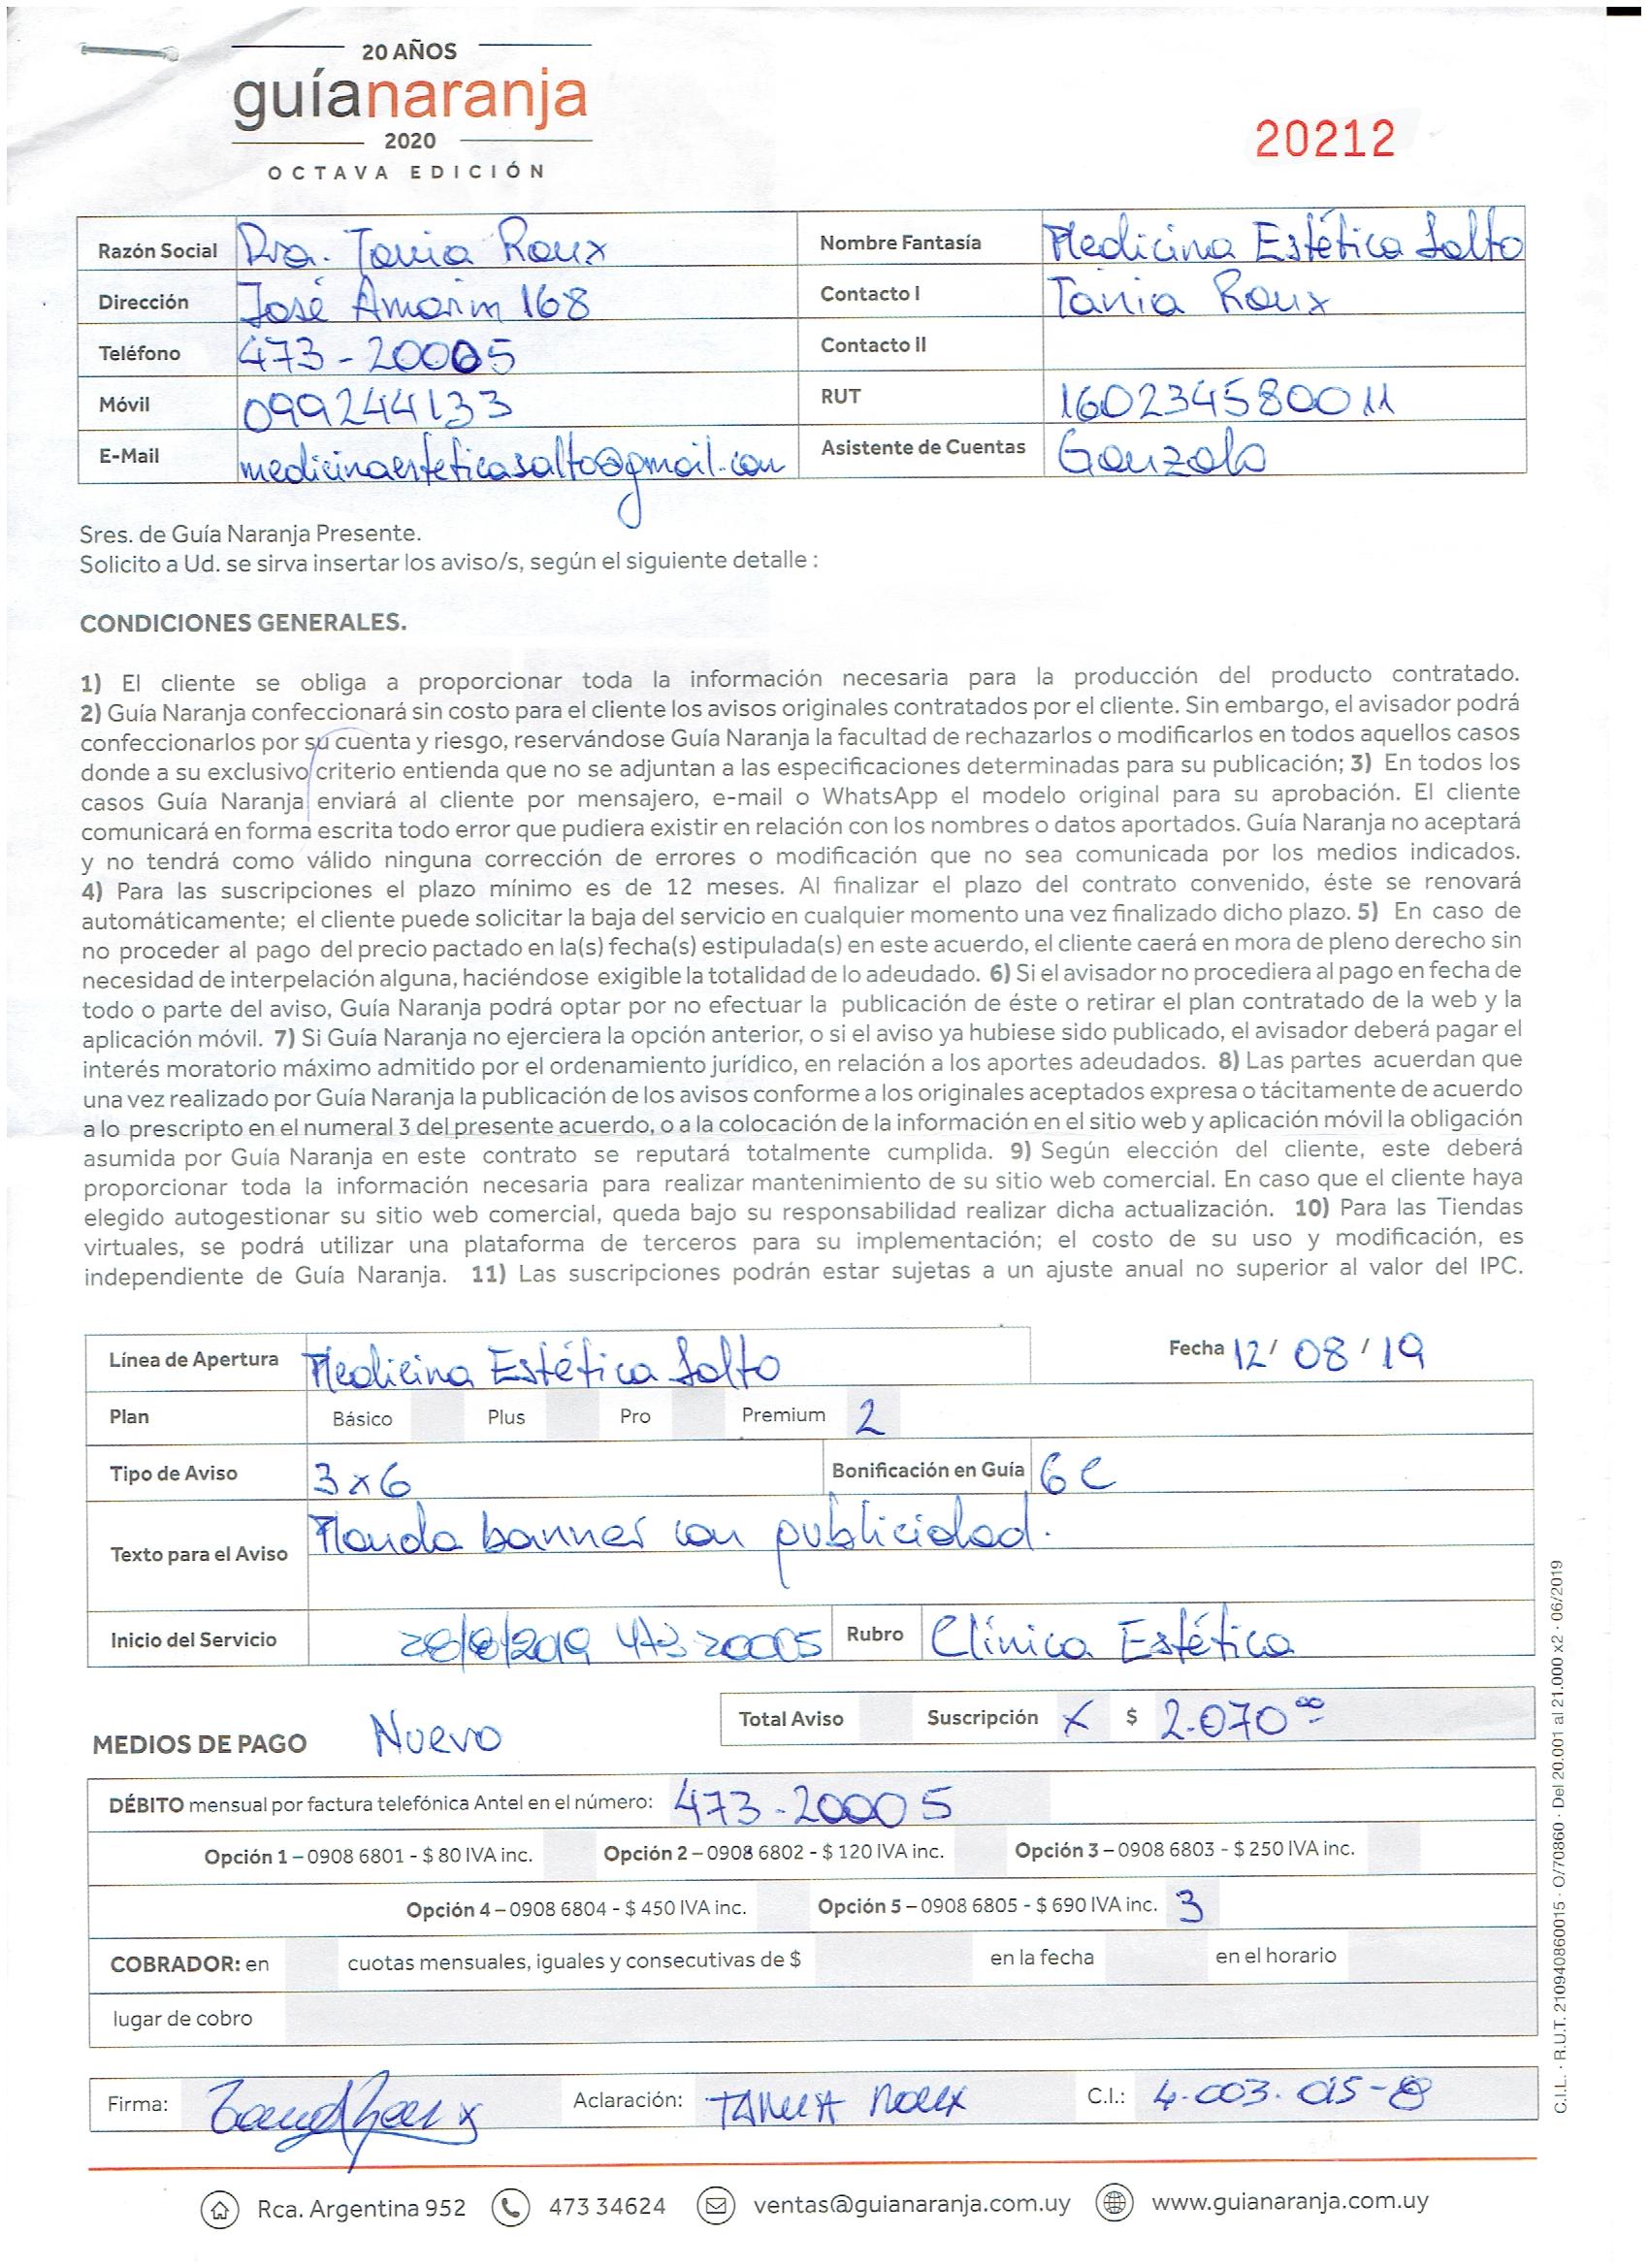 20 AÑOS
guíanaranja
2020
OCTAVA EDICIÓN
20212
Razón Social Dra. Tania Roux Nombre Fantasía Medicina Estética Salto
Dirección José Amorim 168 Contacto I Tania Roux
Teléfono 473-20005 Contacto II
Móvil 099244133 RUT 160234580011
E-Mail medicinaesteticasalto@gmail.com Asistente de Cuentas Gonzalo
Sres. de Guía Naranja Presente.
Solicito a Ud. se sirva insertar los aviso/s, según el siguiente detalle :
CONDICIONES GENERALES.
1) El cliente se obliga a proporcionar toda la información necesaria para la producción del producto contratado.
2) Guía Naranja confeccionará sin costo para el cliente los avisos originales contratados por el cliente. Sin embargo, el avisador podrá
confeccionarlos por su cuenta y riesgo, reservándose Guía Naranja la facultad de rechazarlos o modificarlos en todos aquellos casos
donde a su exclusivo criterio entienda que no se adjuntan a las especificaciones determinadas para su publicación; 3) En todos los
casos Guía Naranja enviará al cliente por mensajero, e-mail o WhatsApp el modelo original para su aprobación. El cliente
comunicará en forma escrita todo error que pudiera existir en relación con los nombres o datos aportados. Guía Naranja no aceptará
y no tendrá como válido ninguna corrección de errores o modificación que no sea comunicada por los medios indicados.
4) Para las suscripciones el plazo mínimo es de 12 meses. Al finalizar el plazo del contrato convenido, éste se renovará
automáticamente; el cliente puede solicitar la baja del servicio en cualquier momento una vez finalizado dicho plazo. 5) En caso de
no proceder al pago del precio pactado en la(s) fecha(s) estipulada(s) en este acuerdo, el cliente caerá en mora de pleno derecho sin
necesidad de interpelación alguna, haciéndose exigible la totalidad de lo adeudado. 6) Si el avisador no procediera al pago en fecha de
todo o parte del aviso, Guía Naranja podrá optar por no efectuar la publicación de éste o retirar el plan contratado de la web y la
aplicación móvil. 7) Si Guía Naranja no ejerciera la opción anterior, o si el aviso ya hubiese sido publicado, el avisador deberá pagar el
interés moratorio máximo admitido por el ordenamiento jurídico, en relación a los aportes adeudados. 8) Las partes acuerdan que
una vez realizado por Guía Naranja la publicación de los avisos conforme a los originales aceptados expresa o tácitamente de acuerdo
a lo prescripto en el numeral 3 del presente acuerdo, o a la colocación de la información en el sitio web y aplicación móvil la obligación
asumida por Guía Naranja en este contrato se reputará totalmente cumplida. 9) Según elección del cliente, este deberá
proporcionar toda la información necesaria para realizar mantenimiento de su sitio web comercial. En caso que el cliente haya
elegido autogestionar su sitio web comercial, queda bajo su responsabilidad realizar dicha actualización. 10) Para las Tiendas
virtuales, se podrá utilizar una plataforma de terceros para su implementación; el costo de su uso y modificación, es
independiente de Guía Naranja. 11) Las suscripciones podrán estar sujetas a un ajuste anual no superior al valor del IPC.
Línea de Apertura Medicina Estética Salto Fecha 12/ 08 / 19
Plan Básico Plus Pro Premium 2
Tipo de Aviso 3x6 Bonificación en Guía 6C
Texto para el Aviso Manda banner con publicidad.
Inicio del Servicio 28/8/2019 473 20005 Rubro Clínica Estética
Total Aviso Suscripción X $ 2.070 00
MEDIOS DE PAGO Nuevo
DÉBITO mensual por factura telefónica Antel en el número: 473-20005
Opción 1 – 0908 6801 - $ 80 IVA inc. Opción 2 – 0908 6802 - $ 120 IVA inc. Opción 3 – 0908 6803 - $ 250 IVA inc.
Opción 4 – 0908 6804 - $ 450 IVA inc. Opción 5 – 0908 6805 - $ 690 IVA inc. 3
COBRADOR: en cuotas mensuales, iguales y consecutivas de $ en la fecha en el horario
lugar de cobro
Firma: Aclaración: TANIA ROUX C.I.: 4.003.015-8
Rca. Argentina 952 473 34624 ventas@guianaranja.com.uy www.guianaranja.com.uy
C.I.L. · R.U.T. 210940860015 · O/70860 · Del 20.001 al 21.000 x2 · 06/2019